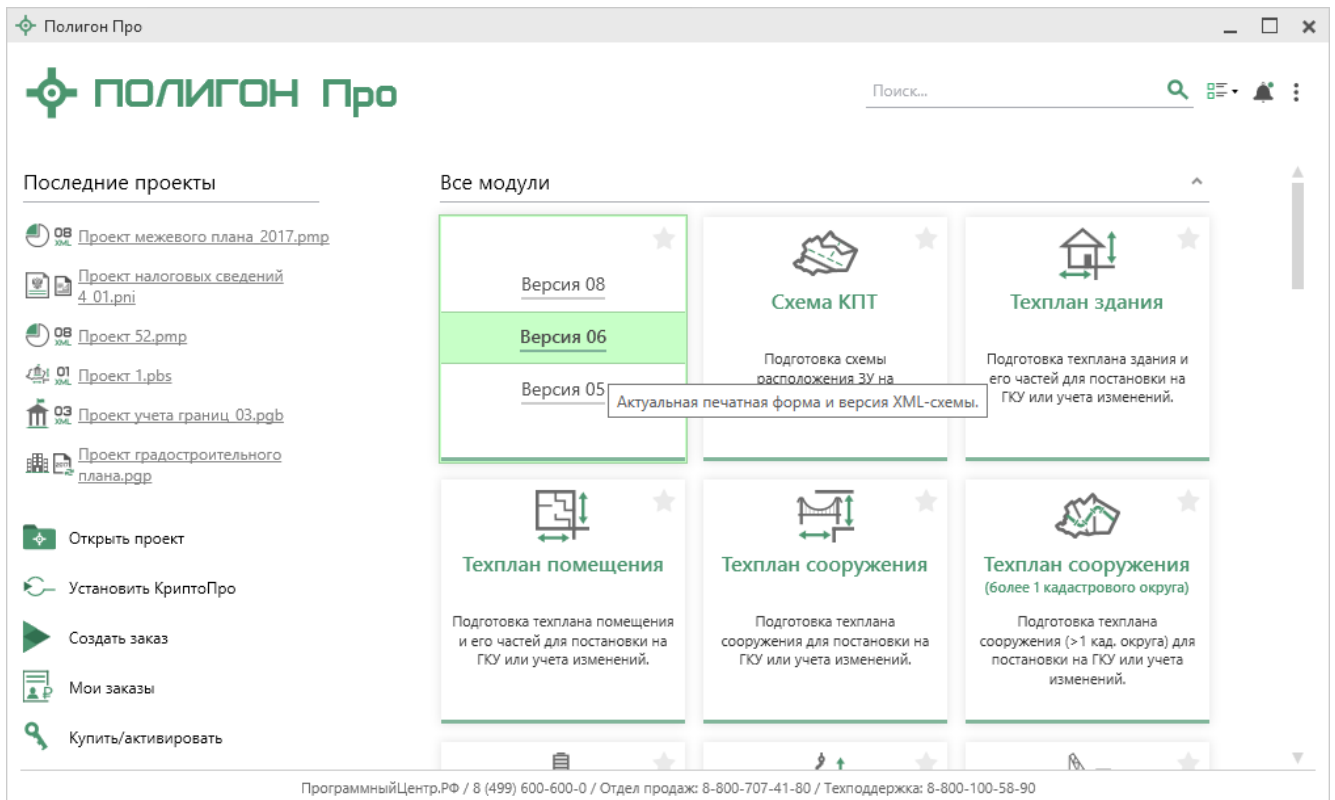 Полигон Про
ПОЛИГОН Про
Поиск...
Последние проекты
08 XML Проект межевого плана_2017.pmp
Проект налоговых сведений
4_01.pni
08 XML Проект 52.pmp
01 XML Проект 1.pbs
03 XML Проект учета границ_03.pgb
Проект градостроительного
плана.pgp
Открыть проект
Установить КриптоПро
Создать заказ
Мои заказы
Купить/активировать
Все модули
Версия 08
Версия 06
Версия 05
Актуальная печатная форма и версия XML-схемы.
Схема КПТ
Подготовка схемы
расположения ЗУ на
Техплан здания
Подготовка техплана здания и
его частей для постановки на
ГКУ или учета изменений.
Техплан помещения
Подготовка техплана помещения
и его частей для постановки на
ГКУ или учета изменений.
Техплан сооружения
Подготовка техплана
сооружения для постановки на
ГКУ или учета изменений.
Техплан сооружения
(более 1 кадастрового округа)
Подготовка техплана
сооружения (>1 кад. округа) для
постановки на ГКУ или учета
изменений.
ПрограммныйЦентр.РФ / 8 (499) 600-600-0 / Отдел продаж: 8-800-707-41-80 / Техподдержка: 8-800-100-58-90